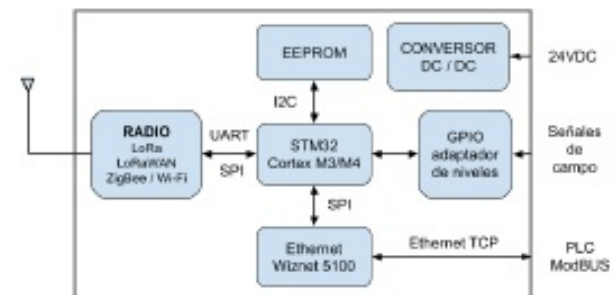 EEPROM
CONVERSOR
DC / DC
24VDC
I2C
RADIO
LoRa
LoRaWAN
ZigBee / Wi-Fi
UART
SPI
STM32
Cortex M3/M4
GPIO
adaptador
de niveles
Señales
de
campo
SPI
Ethernet
Wiznet 5100
Ethernet TCP
PLC
ModBUS